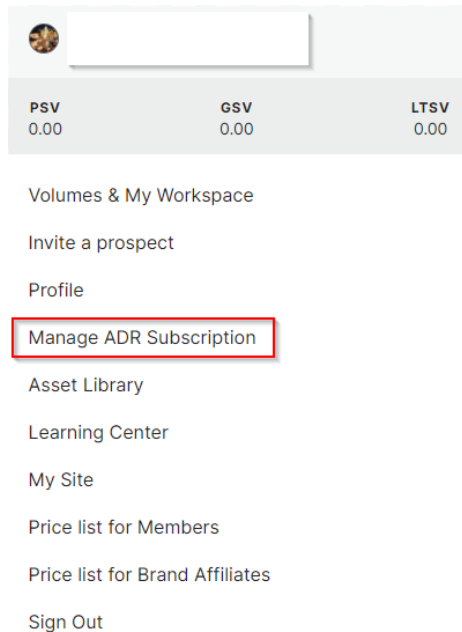 PSV GSV LTSV
0.00 0.00 0.00
Volumes & My Workspace
Invite a prospect
Profile
Manage ADR Subscription
Asset Library
Learning Center
My Site
Price list for Members
Price list for Brand Affiliates
Sign Out